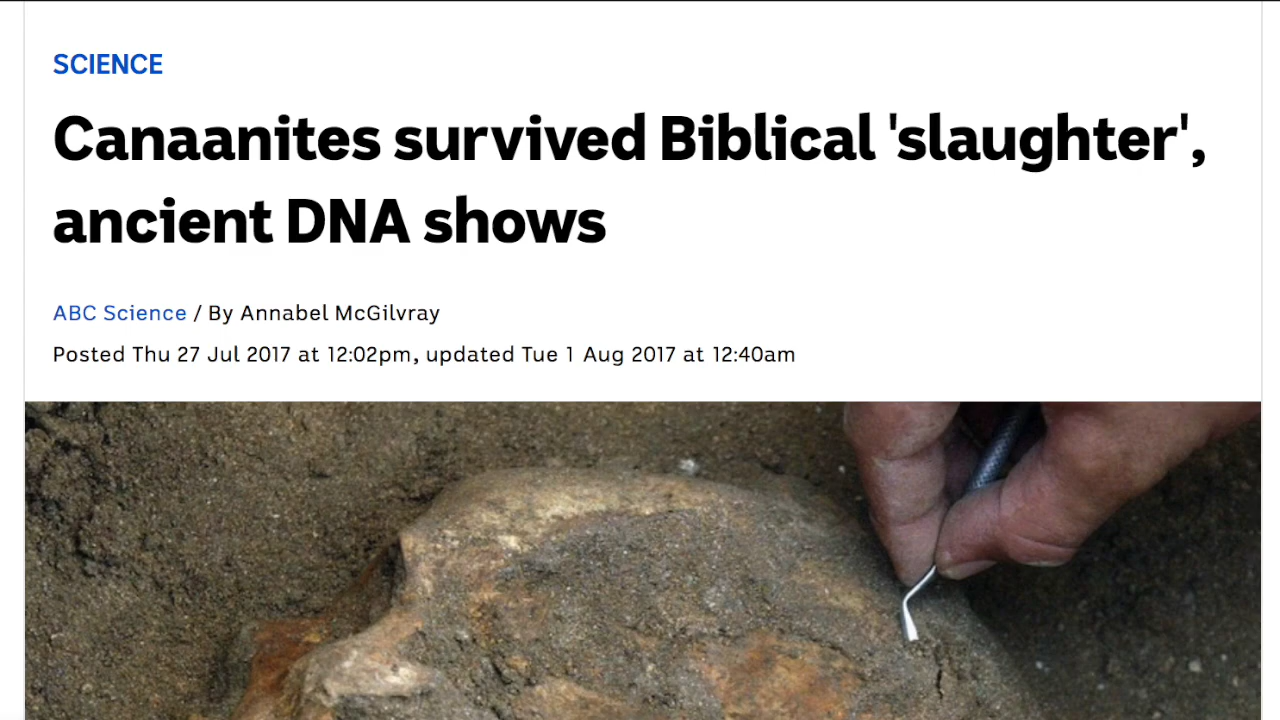 SCIENCE
Canaanites survived Biblical 'slaughter',
ancient DNA shows
ABC Science / By Annabel McGilvray
Posted Thu 27 Jul 2017 at 12:02pm, updated Tue 1 Aug 2017 at 12:40am